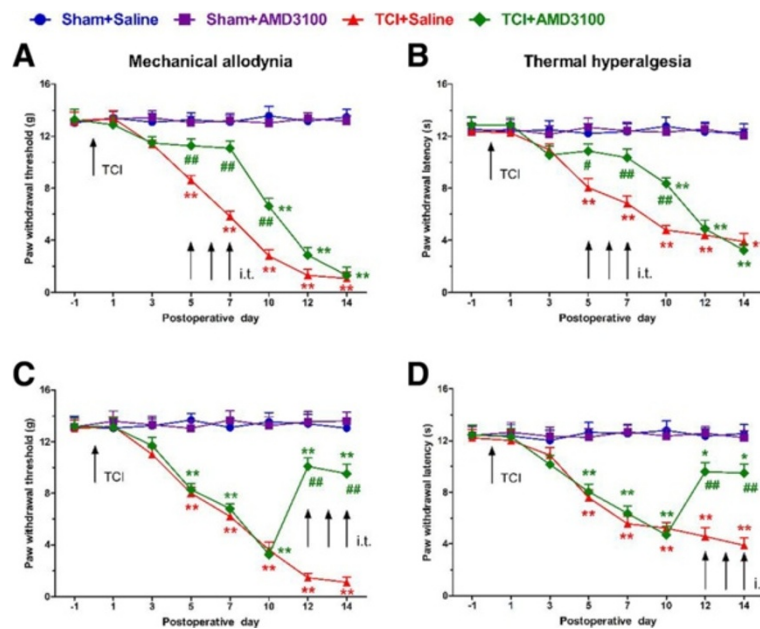 Sham+Saline Sham+AMD3100 TCI+Saline TCI+AMD3100
A Mechanical allodynia
Paw withdrawal threshold (g)
16
12
8
4
0
TCI
##
##
**
**
##
**
**
**
**
**
**
i.t.
-1 1 3 5 7 10 12 14
Postoperative day
B Thermal hyperalgesia
Paw withdrawal latency (s)
16
12
8
4
0
TCI
#
##
**
**
##
**
**
**
**
**
i.t.
-1 1 3 5 7 10 12 14
Postoperative day
C
Paw withdrawal threshold (g)
16
12
8
4
0
TCI
**
**
**
**
**
**
**
**
##
##
**
**
i.t.
-1 1 3 5 7 10 12 14
Postoperative day
D
Paw withdrawal latency (s)
16
12
8
4
0
TCI
**
**
**
**
**
**
*
*
##
##
**
**
-1 1 3 5 7 10 12 14
Postoperative day